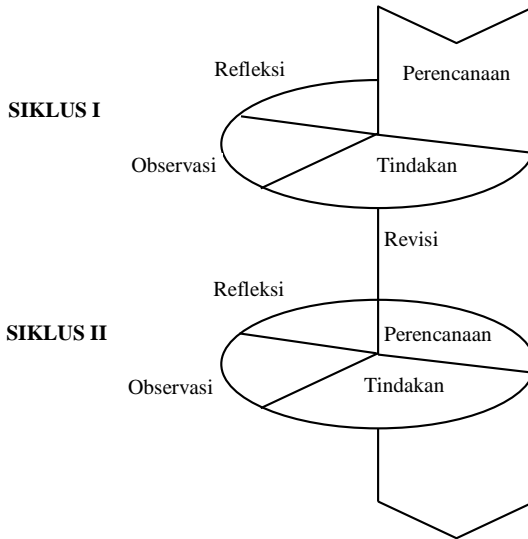 Refleksi
Perencanaan
SIKLUS I
Observasi
Tindakan
Revisi
Refleksi
SIKLUS II
Perencanaan
Observasi
Tindakan